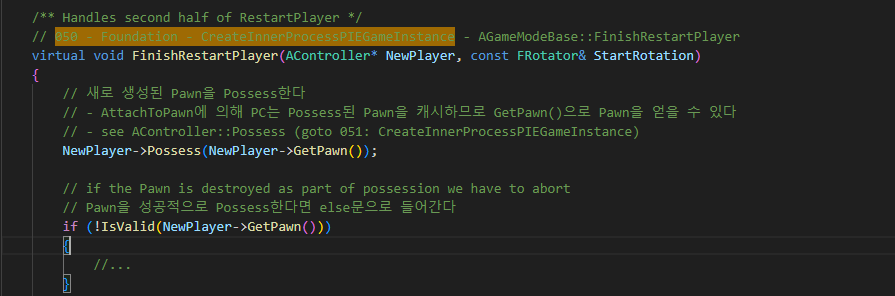 /** Handles second half of RestartPlayer */
// 050 - Foundation - CreateInnerProcessPIEGameInstance - AGameModeBase::FinishRestartPlayer
virtual void FinishRestartPlayer(AController* NewPlayer, const FRotator& StartRotation)
{
// 새로 생성된 Pawn을 Possess한다
// - AttachToPawn에 의해 PC는 Possess된 Pawn을 캐시하므로 GetPawn()으로 Pawn을 얻을 수 있다
// - see AController::Possess (goto 051: CreateInnerProcessPIEGameInstance)
NewPlayer->Possess(NewPlayer->GetPawn());
// if the Pawn is destroyed as part of possession we have to abort
// Pawn을 성공적으로 Possess한다면 else문으로 들어간다
if (!IsValid(NewPlayer->GetPawn()))
{
//...
}